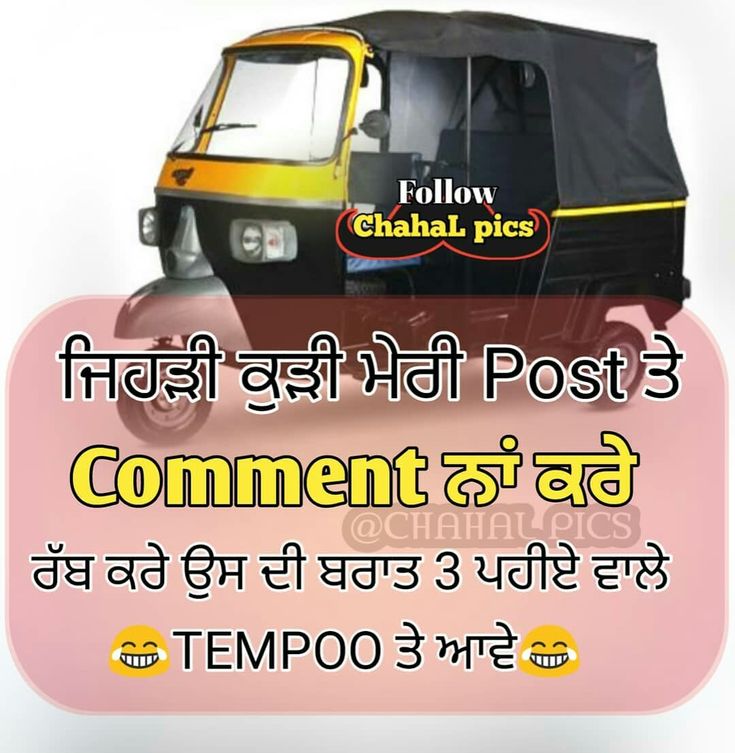 Follow
ChahaL pics
ਜਿਹੜੀ ਕੁੜੀ ਮੇਰੀ Post ਤੇ
Comment ਨਾਂ ਕਰੇ
@CHAHAL PICS
ਰੱਬ ਕਰੇ ਉਸ ਦੀ ਬਰਾਤ 3 ਪਹੀਏ ਵਾਲੇ
😂TEMPOO ਤੇ ਆਵੇ😂